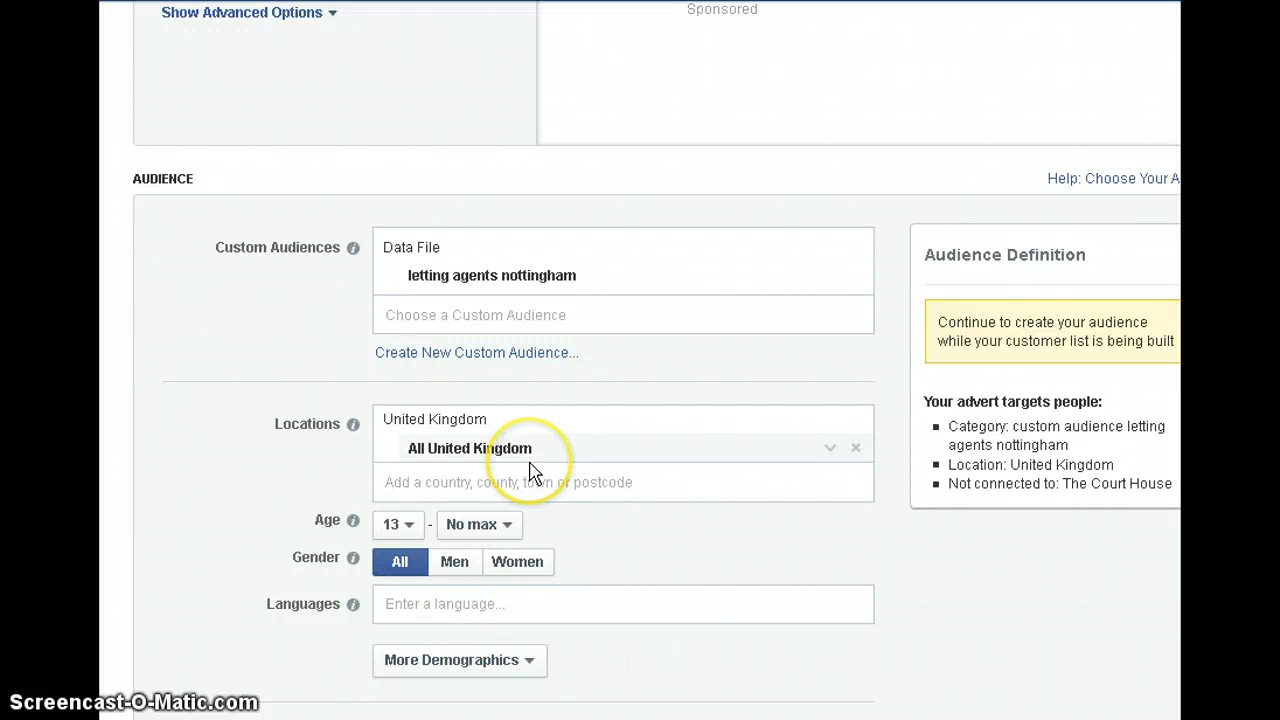 Show Advanced Options
Sponsored
AUDIENCE
Help: Choose Your A
Custom Audiences
Data File
letting agents nottingham
Choose a Custom Audience
Create New Custom Audience...
Audience Definition
Continue to create your audience
while your customer list is being built
Your advert targets people:
Category: custom audience letting
agents nottingham
Location: United Kingdom
Not connected to: The Court House
Locations
United Kingdom
All United Kingdom
Add a country, county, town or postcode
Age 13 - No max
Gender All Men Women
Languages Enter a language...
More Demographics
Screencast-O-Matic.com